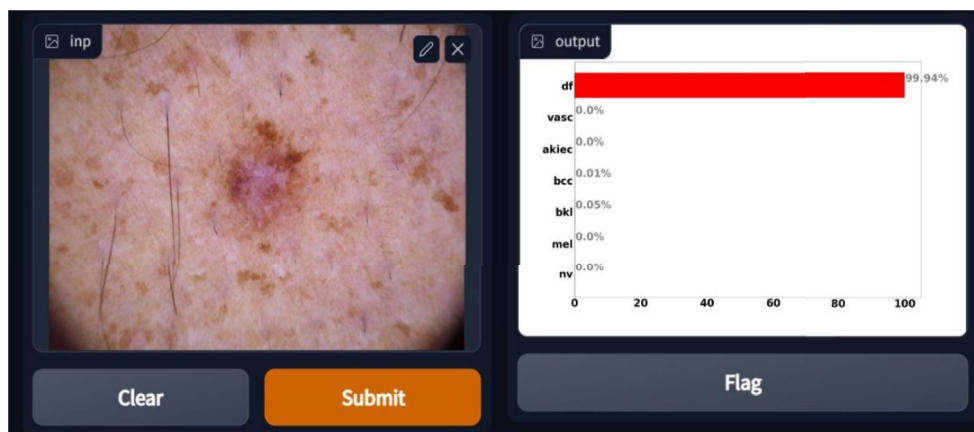 inp
Clear
Submit
output
df 99.94%
vasc 0.0%
akiec 0.0%
bcc 0.01%
bkl 0.05%
mel 0.0%
nv 0.0%
0 20 40 60 80 100
Flag